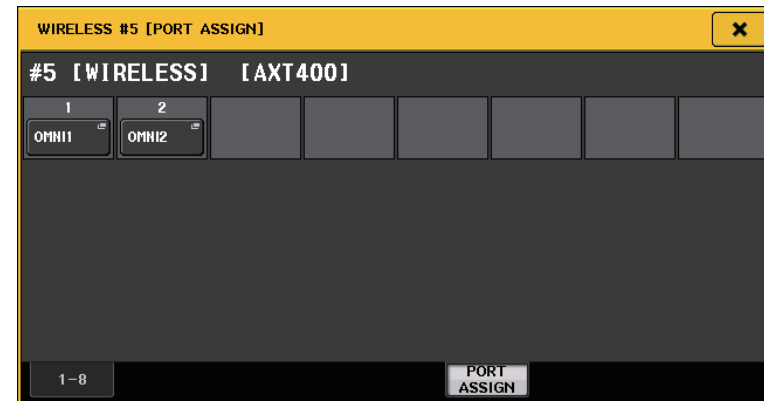 WIRELESS #5 [PORT ASSIGN]
#5 [WIRELESS] [AXT400]
1 2
OMNI1 OMNI2
1-8
PORT
ASSIGN